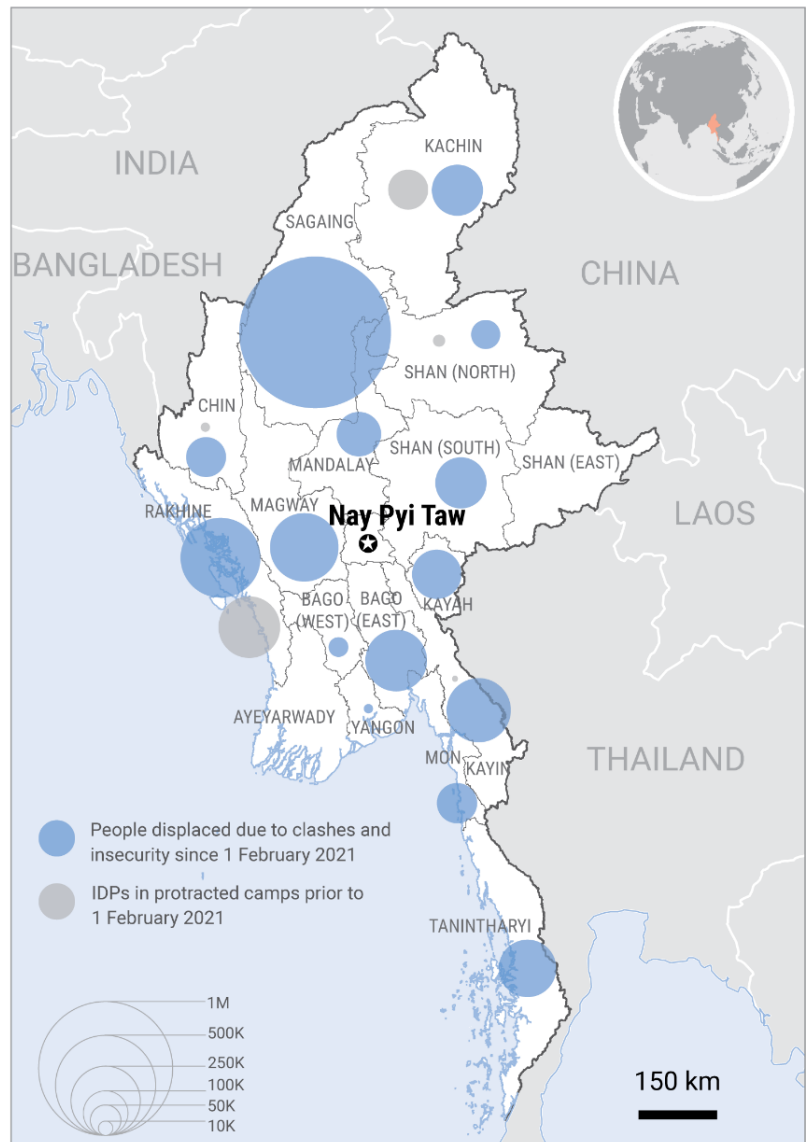 KACHIN
INDIA
SAGAING
BANGLADESH
CHINA
SHAN (NORTH)
CHIN
MANDALAY
SHAN (SOUTH)
SHAN (EAST)
RAKHINE
MAGWAY
Nay Pyi Taw
LAOS
BAGO
(WEST)
BAGO
(EAST)
KAYAH
AYEYARWADY
YANGON
MON
KAYIN
THAILAND
People displaced due to clashes and
insecurity since 1 February 2021
IDPs in protracted camps prior to
1 February 2021
TANINTHARYI
1M
500K
250K
100K
50K
10K
150 km